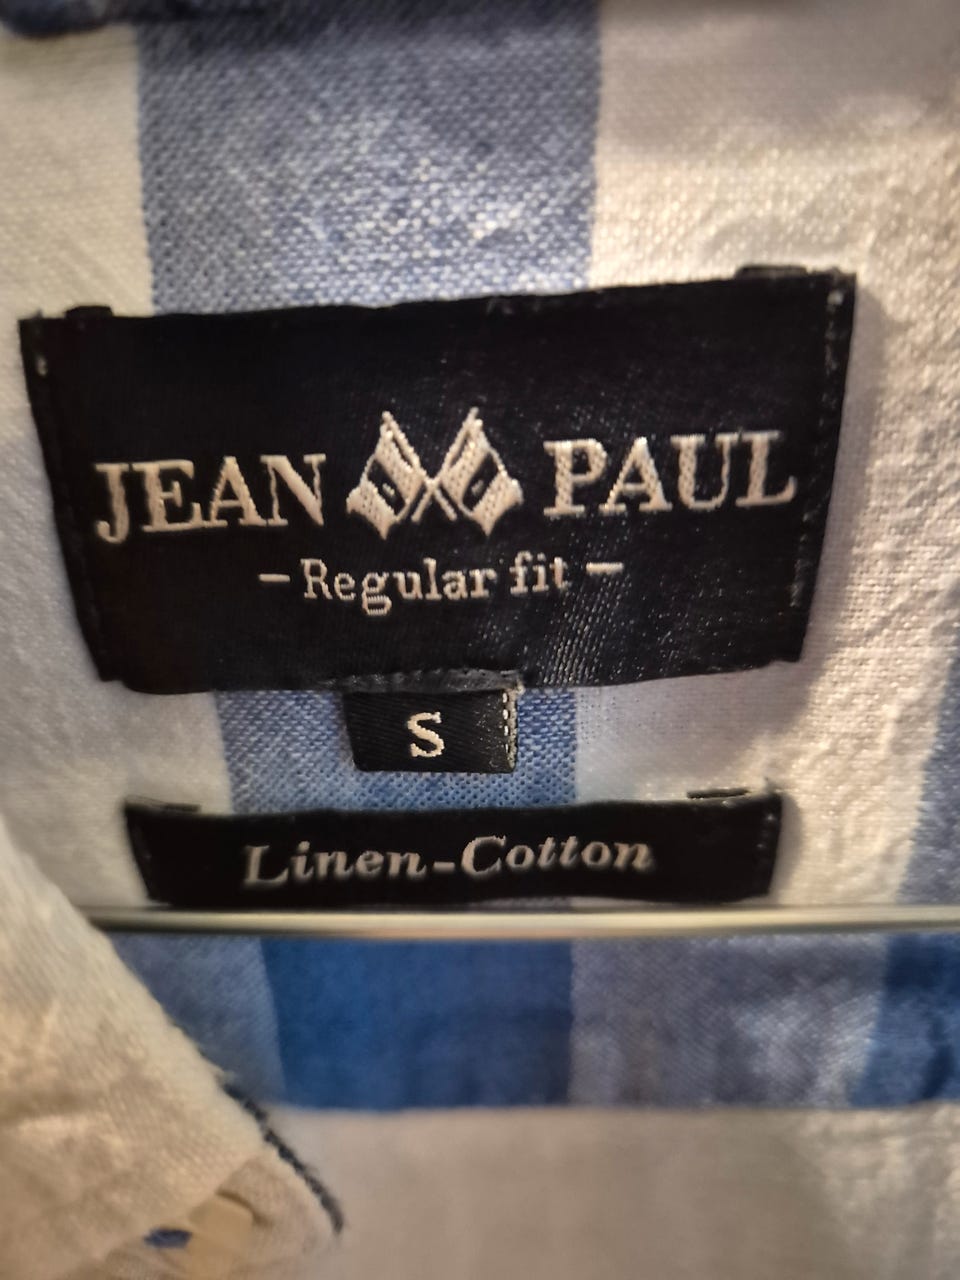 JEAN PAUL
- Regular fit -
S
Linen-Cotton